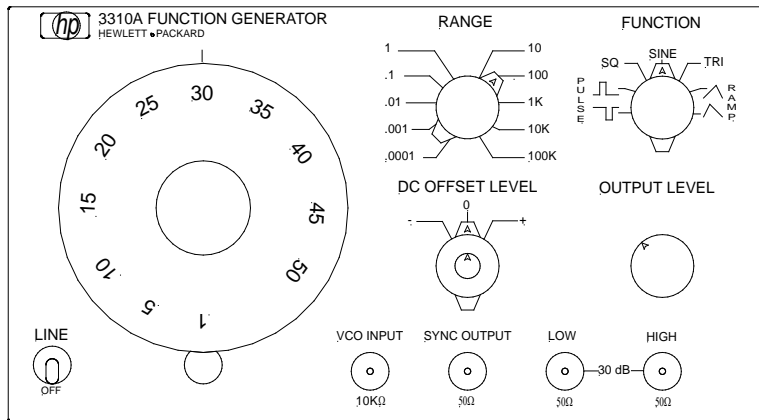 hp 3310A FUNCTION GENERATOR
HEWLETT • PACKARD
30
35
40
45
50
1
5
10
15
20
25
LINE
OFF
RANGE
1
.1
.01
.001
.0001
10
100
1K
10K
100K
FUNCTION
SQ
SINE
TRI
PULSE
RAMP
DC OFFSET LEVEL
-
0
+
OUTPUT LEVEL
VCO INPUT
10KΩ
SYNC OUTPUT
50Ω
LOW
50Ω
30 dB
HIGH
50Ω